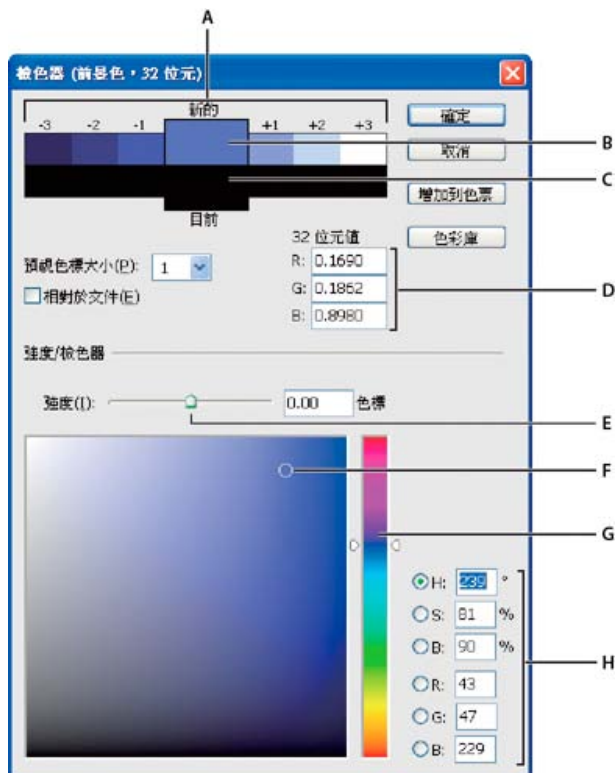 A
檢色器 (前景色，32 位元)
新的
-3 -2 -1 +1 +2 +3
確定
B
取消
C
增加到色票
目前
色彩庫
32 位元值
預視色標大小(P): 1
R: 0.1690
G: 0.1862
D
相對於文件(E)
B: 0.8980
強度/檢色器
強度(I): 0.00 色標
E
F
G
H: 239 °
S: 81 %
B: 90 %
H
R: 43
G: 47
B: 229